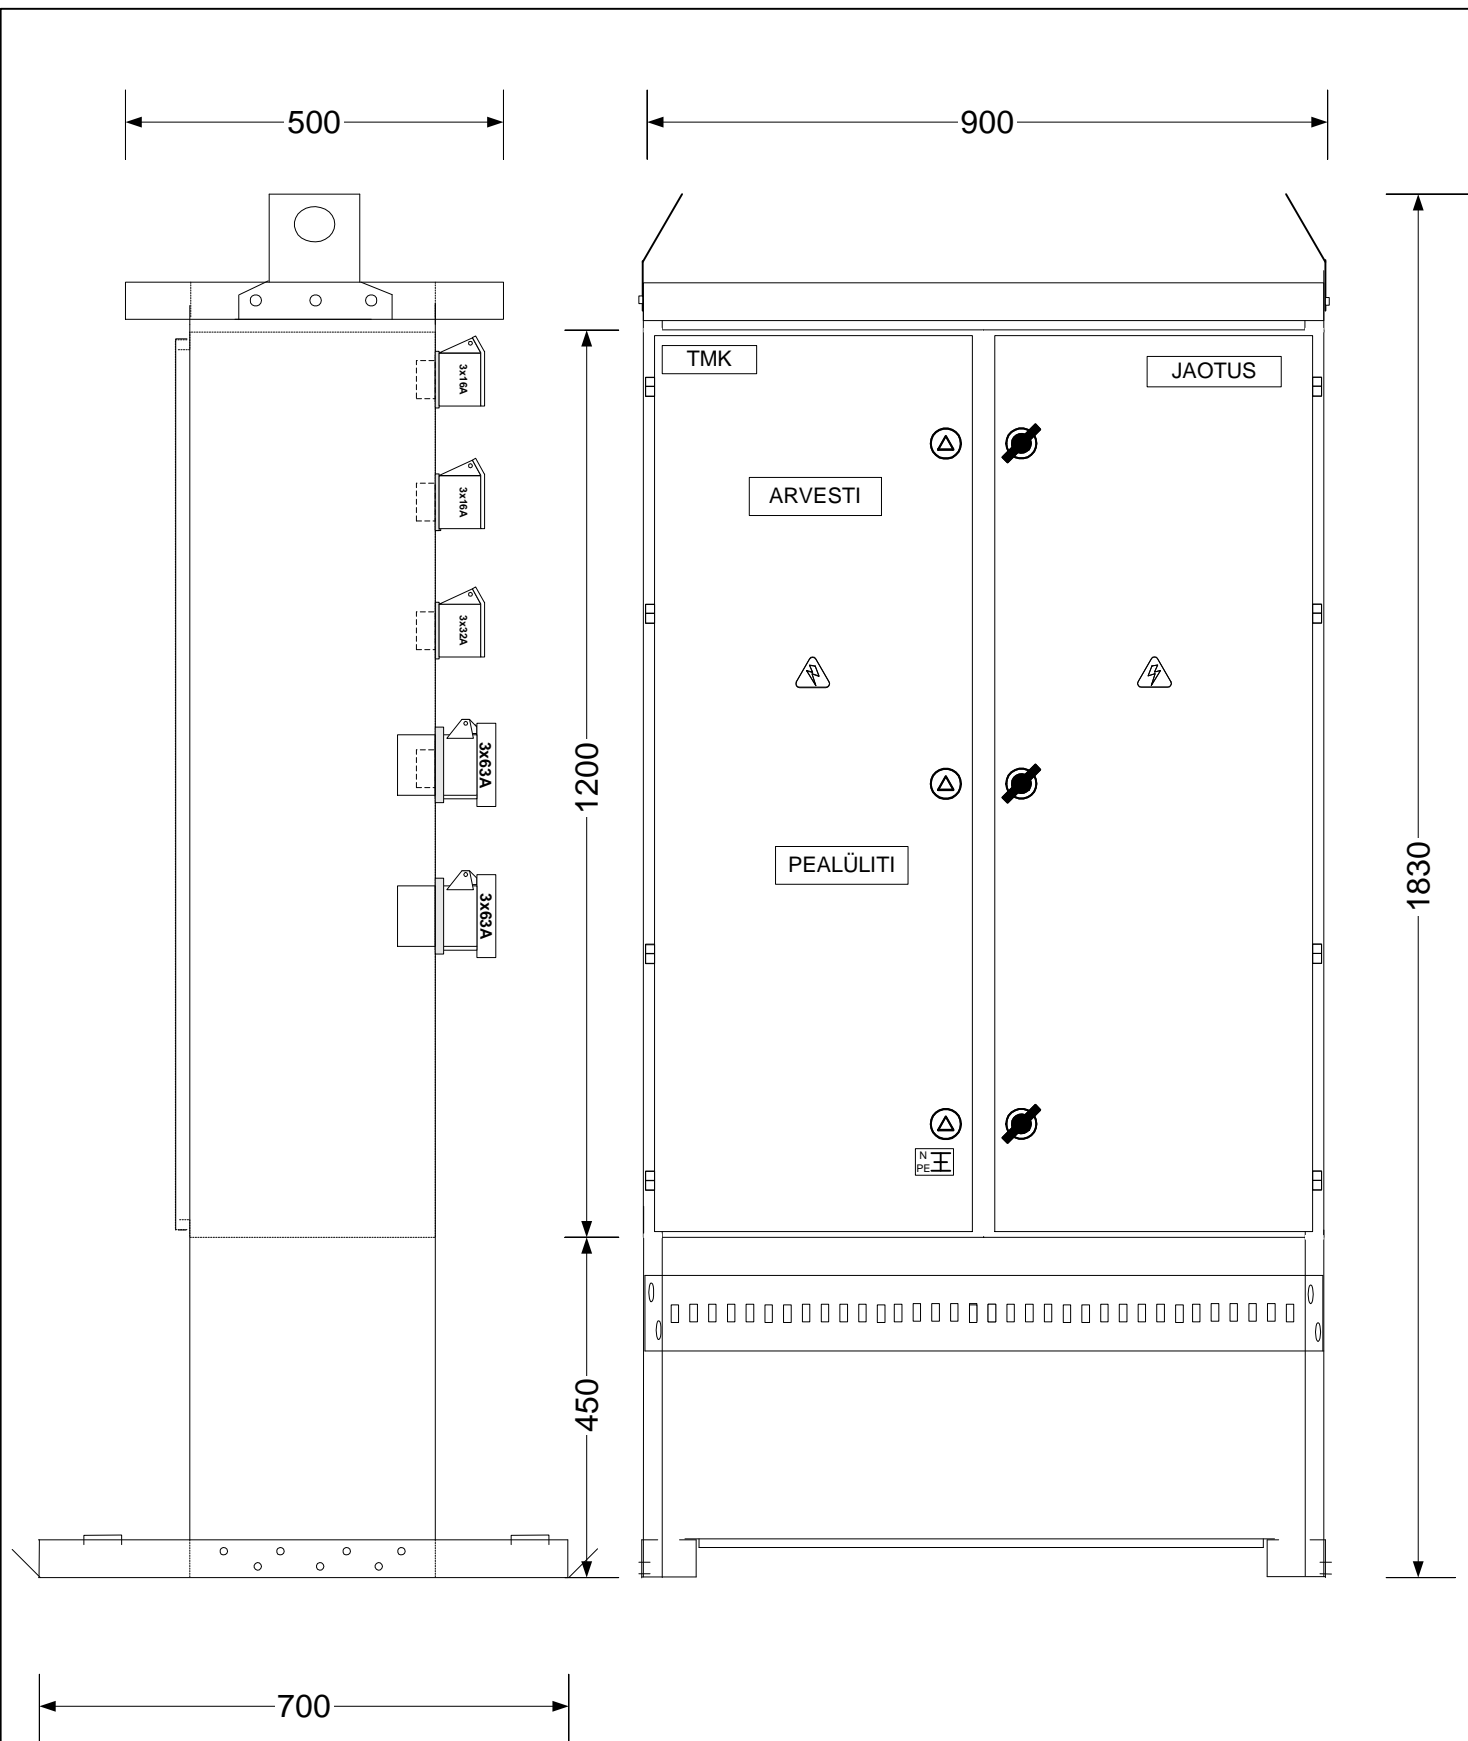 500
900
TMK
JAOTUS
3x16A
ARVESTI
3x16A
3x32A
3x63A
1200
PEALÜLITI
1830
3x63A
N
PE
450
700